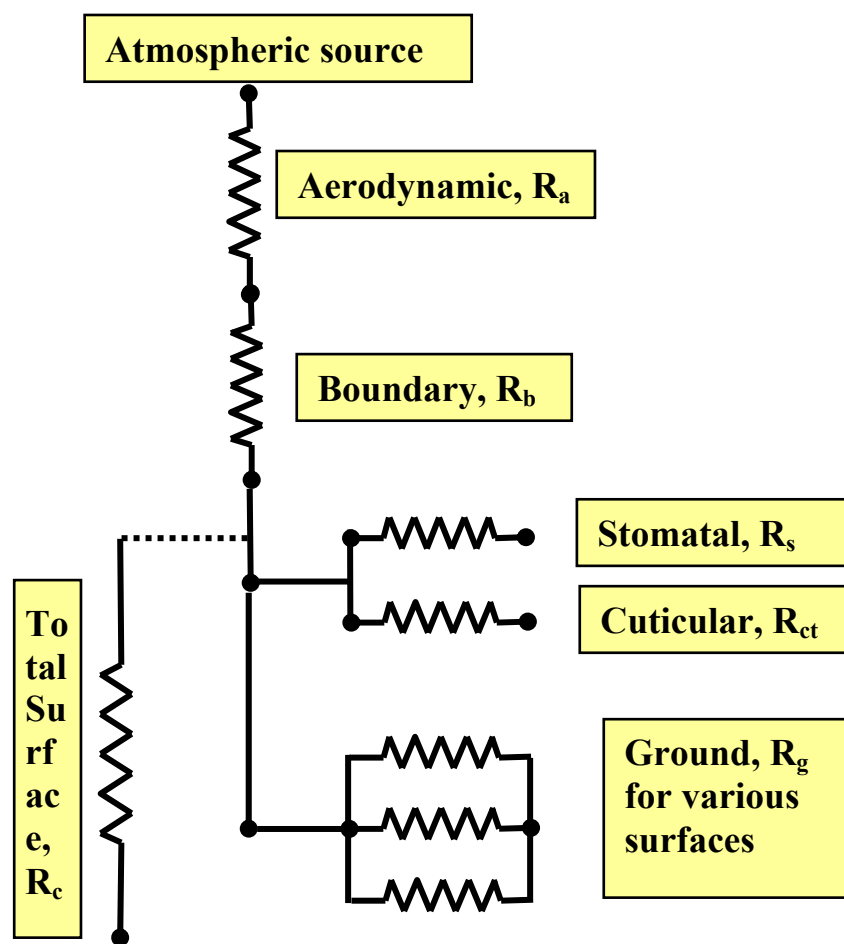 Atmospheric source
Aerodynamic, Ra
Boundary, Rb
Stomatal, Rs
Cuticular, Rct
To
tal
Su
rf
ac
e,
Rc
Ground, Rg
for various
surfaces